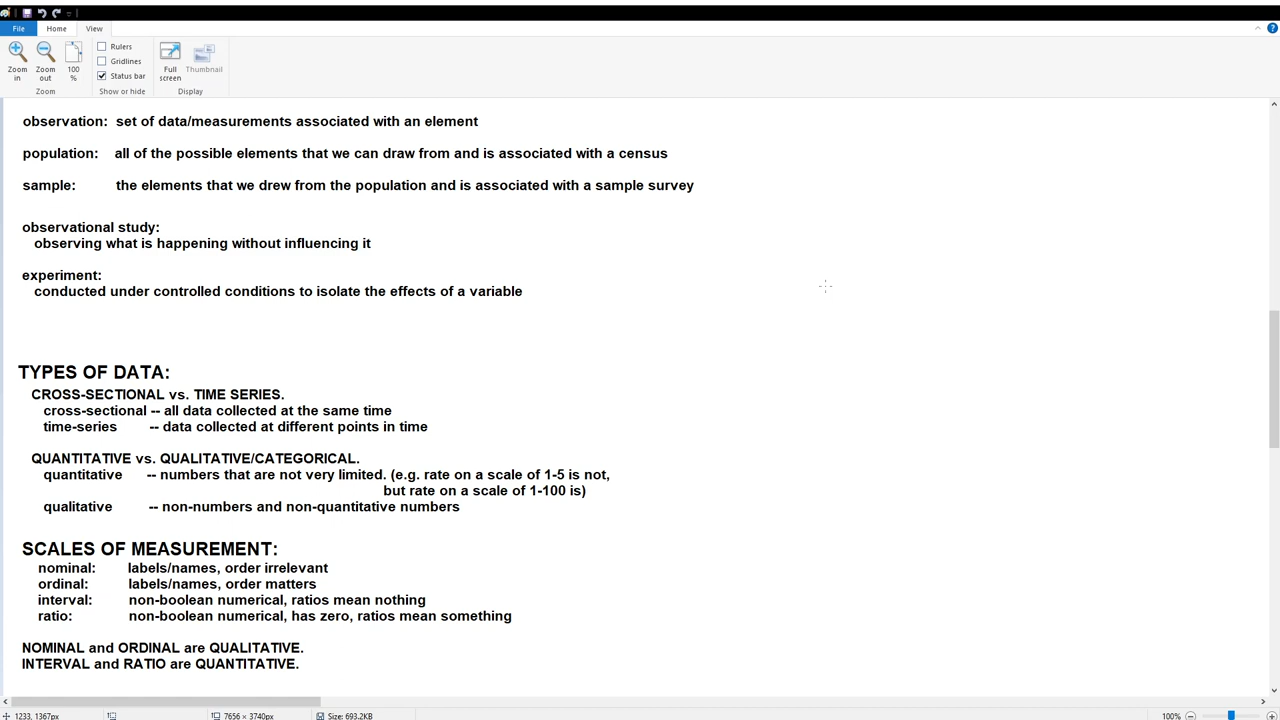 File Home View
Zoom in Zoom out 100 % Rulers Gridlines Status bar Full screen Thumbnail
Zoom Show or hide Display
observation: set of data/measurements associated with an element
population: all of the possible elements that we can draw from and is associated with a census
sample: the elements that we drew from the population and is associated with a sample survey
observational study:
observing what is happening without influencing it
experiment:
conducted under controlled conditions to isolate the effects of a variable
TYPES OF DATA:
CROSS-SECTIONAL vs. TIME SERIES.
cross-sectional -- all data collected at the same time
time-series -- data collected at different points in time
QUANTITATIVE vs. QUALITATIVE/CATEGORICAL.
quantitative -- numbers that are not very limited. (e.g. rate on a scale of 1-5 is not,
but rate on a scale of 1-100 is)
qualitative -- non-numbers and non-quantitative numbers
SCALES OF MEASUREMENT:
nominal: labels/names, order irrelevant
ordinal: labels/names, order matters
interval: non-boolean numerical, ratios mean nothing
ratio: non-boolean numerical, has zero, ratios mean something
NOMINAL and ORDINAL are QUALITATIVE.
INTERVAL and RATIO are QUANTITATIVE.
1233, 1367px 7656 × 3740px Size: 693.2KB 100%